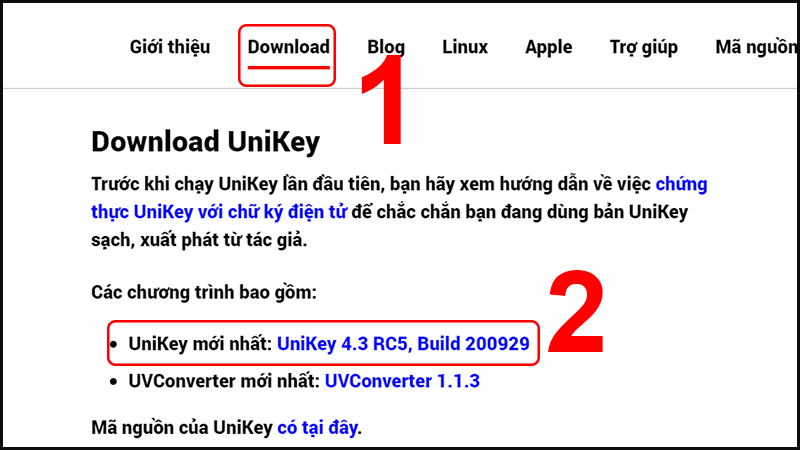 Giới thiệu Download Blog Linux Apple Trợ giúp Mã nguồn
1
Download UniKey
Trước khi chạy UniKey lần đầu tiên, bạn hãy xem hướng dẫn về việc chứng
thực UniKey với chữ ký điện tử để chắc chắn bạn đang dùng bản UniKey
sạch, xuất phát từ tác giả.
Các chương trình bao gồm:
2
• UniKey mới nhất: UniKey 4.3 RC5, Build 200929
• UVConverter mới nhất: UVConverter 1.1.3
Mã nguồn của UniKey có tại đây.